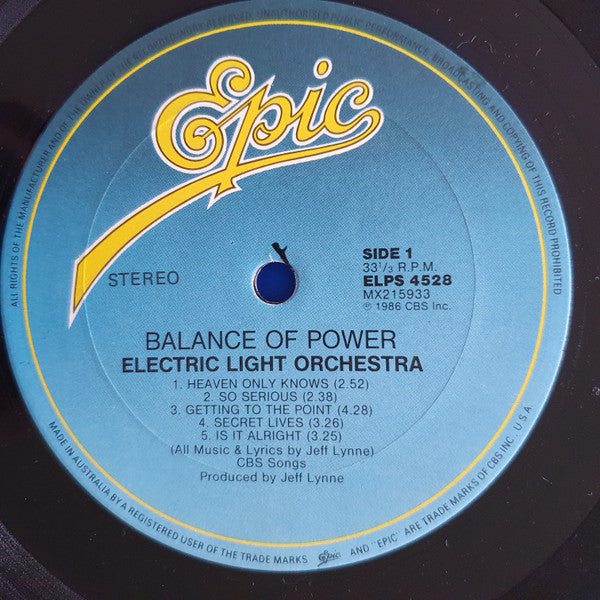 ALL RIGHTS OF THE MANUFACTURER AND OF THE OWNER OF THE RECORDED WORK RESERVED. UNAUTHORISED PUBLIC PERFORMANCE, BROADCASTING AND COPYING OF THIS RECORD PROHIBITED
Epic
STEREO
SIDE 1
33 1/3 R.P.M.
ELPS 4528
MX215933
℗ 1986 CBS Inc.
BALANCE OF POWER
ELECTRIC LIGHT ORCHESTRA
1. HEAVEN ONLY KNOWS (2.52)
2. SO SERIOUS (2.38)
3. GETTING TO THE POINT (4.28)
4. SECRET LIVES (3.26)
5. IS IT ALRIGHT (3.25)
(All Music & Lyrics by Jeff Lynne)
CBS Songs
Produced by Jeff Lynne
MADE IN AUSTRALIA BY A REGISTERED USER OF THE TRADE MARKS Epic AND "EPIC" ARE TRADE MARKS OF CBS INC. U S A